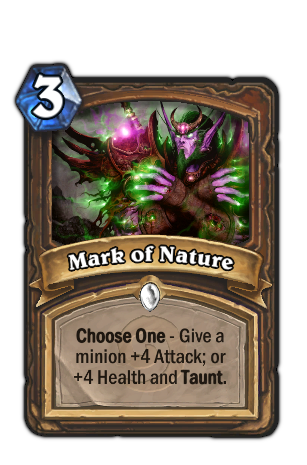 3
Mark of Nature
Choose One - Give a
minion +4 Attack; or
+4 Health and Taunt.